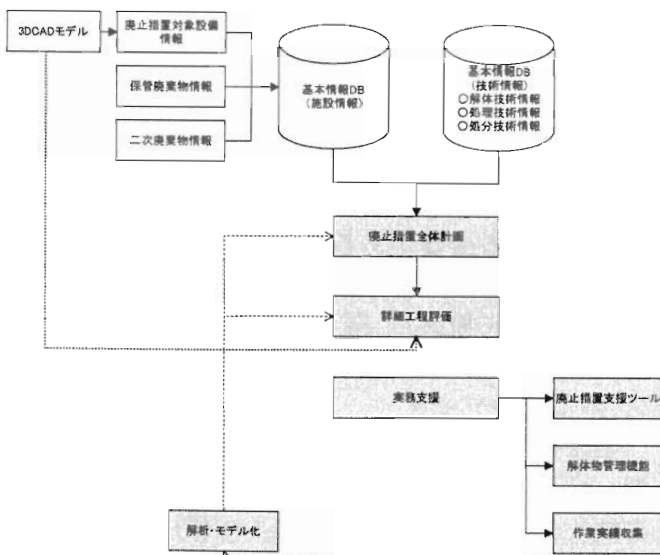 3DCADモデル
廃止措置対象設備
情報
保管廃棄物情報
二次廃棄物情報
基本情報DB
(施設情報)
基本情報DB
(技術情報)
○解体技術情報
○処理技術情報
○処分技術情報
廃止措置全体計画
詳細工程評価
実務支援
廃止措置支援ツール
解体物管理機能
作業実績収集
解析・モデル化